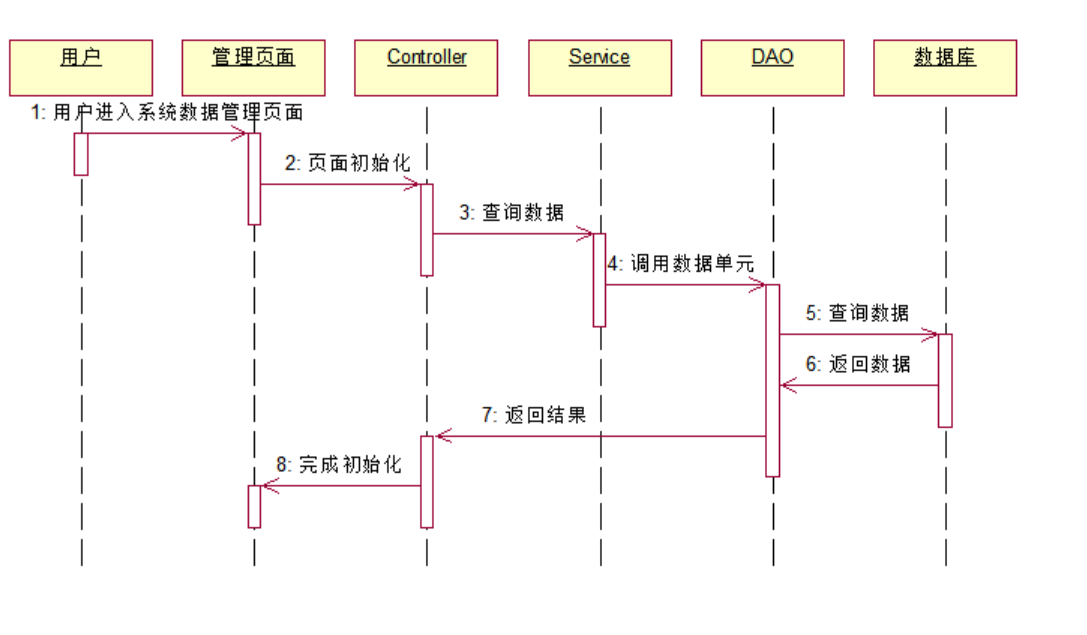 用户
管理页面
Controller
Service
DAO
数据库
1: 用户进入系统数据管理页面
2: 页面初始化
3: 查询数据
4: 调用数据单元
5: 查询数据
6: 返回数据
7: 返回结果
8: 完成初始化